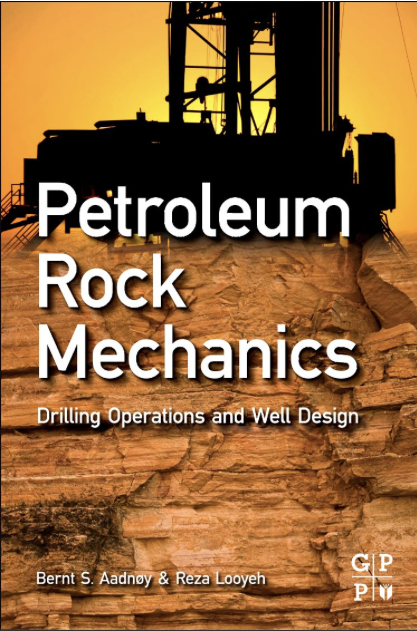 Petroleum
Rock
Mechanics
Drilling Operations and Well Design
Bernt S. Aadnøy & Reza Looyeh
G P
P